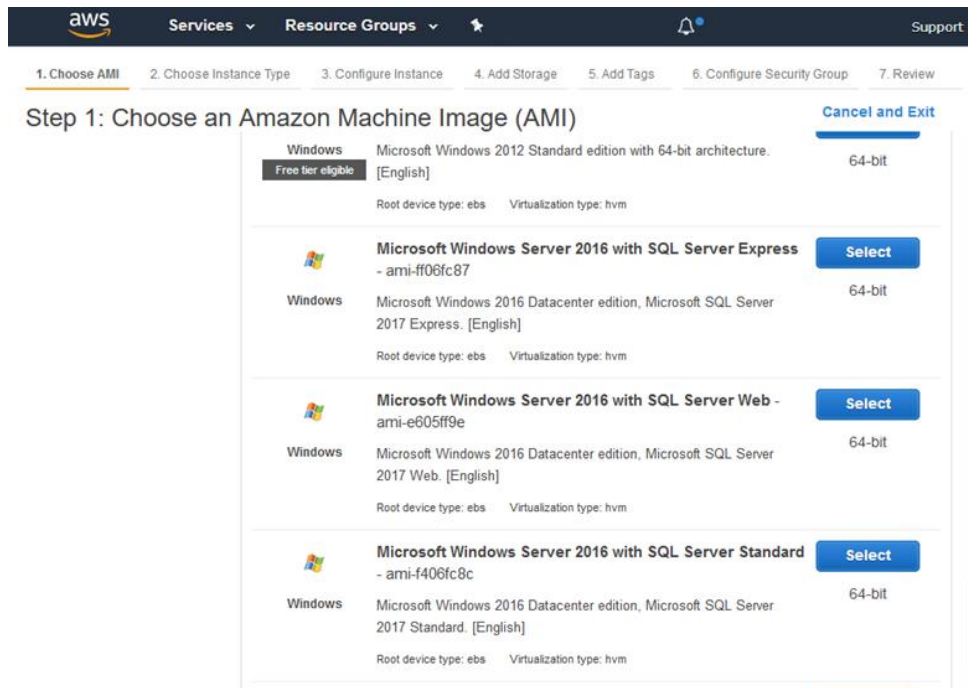 aws Services Resource Groups Support
1. Choose AMI 2. Choose Instance Type 3. Configure Instance 4. Add Storage 5. Add Tags 6. Configure Security Group 7. Review
Step 1: Choose an Amazon Machine Image (AMI) Cancel and Exit
Windows
Free tier eligible
Microsoft Windows 2012 Standard edition with 64-bit architecture.
[English]
Root device type: ebs Virtualization type: hvm
64-bit
Windows
Microsoft Windows Server 2016 with SQL Server Express
- ami-ff06fc87
Microsoft Windows 2016 Datacenter edition, Microsoft SQL Server
2017 Express. [English]
Root device type: ebs Virtualization type: hvm
Select
64-bit
Windows
Microsoft Windows Server 2016 with SQL Server Web -
ami-e605ff9e
Microsoft Windows 2016 Datacenter edition, Microsoft SQL Server
2017 Web. [English]
Root device type: ebs Virtualization type: hvm
Select
64-bit
Windows
Microsoft Windows Server 2016 with SQL Server Standard
- ami-f406fc8c
Microsoft Windows 2016 Datacenter edition, Microsoft SQL Server
2017 Standard. [English]
Root device type: ebs Virtualization type: hvm
Select
64-bit